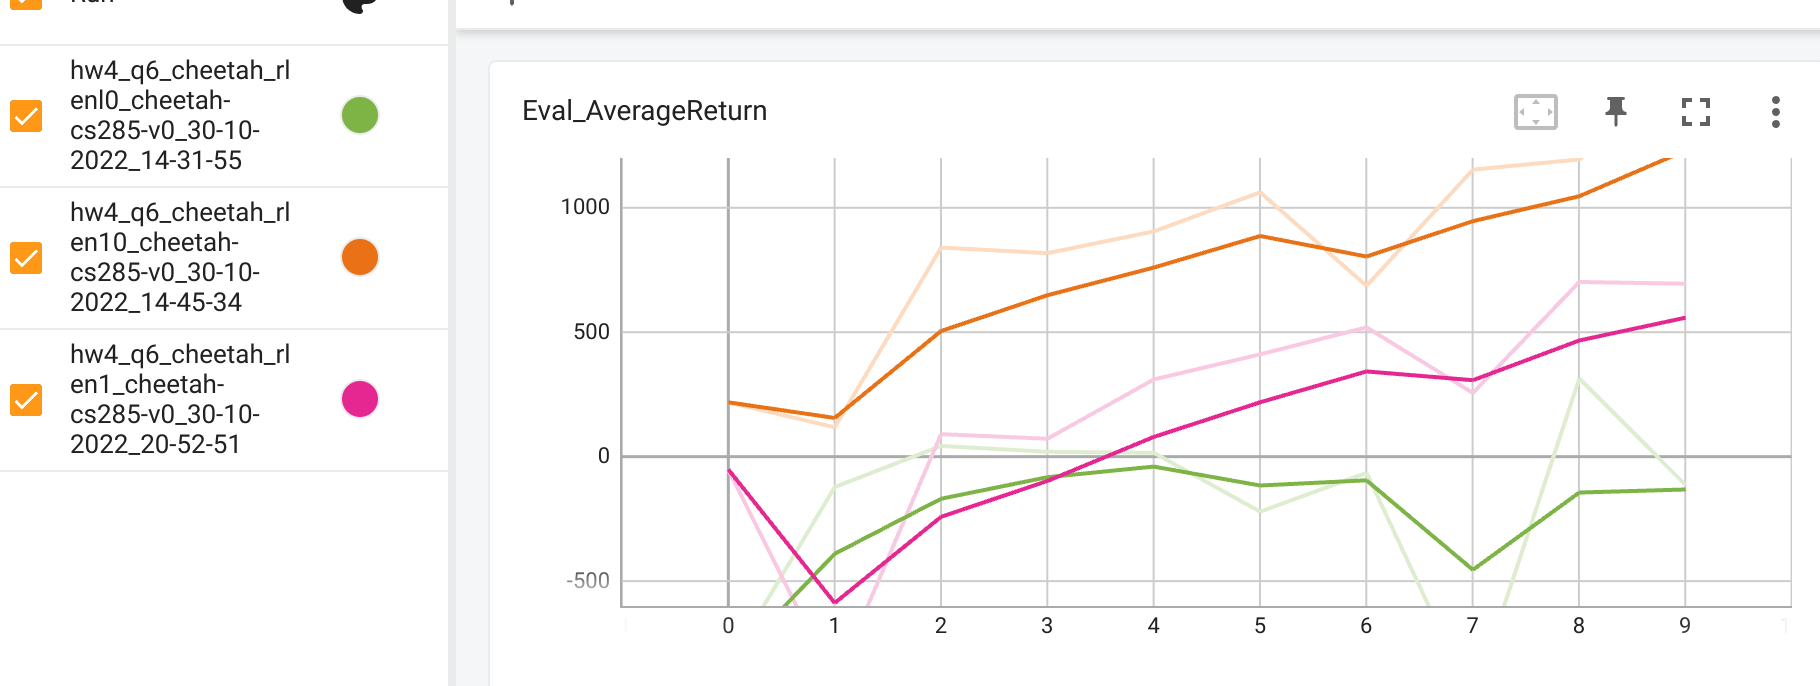 Run
hw4_q6_cheetah_rl
enl0_cheetah-
cs285-v0_30-10-
2022_14-31-55
hw4_q6_cheetah_rl
en10_cheetah-
cs285-v0_30-10-
2022_14-45-34
hw4_q6_cheetah_rl
en1_cheetah-
cs285-v0_30-10-
2022_20-52-51
Eval_AverageReturn
1000
500
0
-500
0 1 2 3 4 5 6 7 8 9